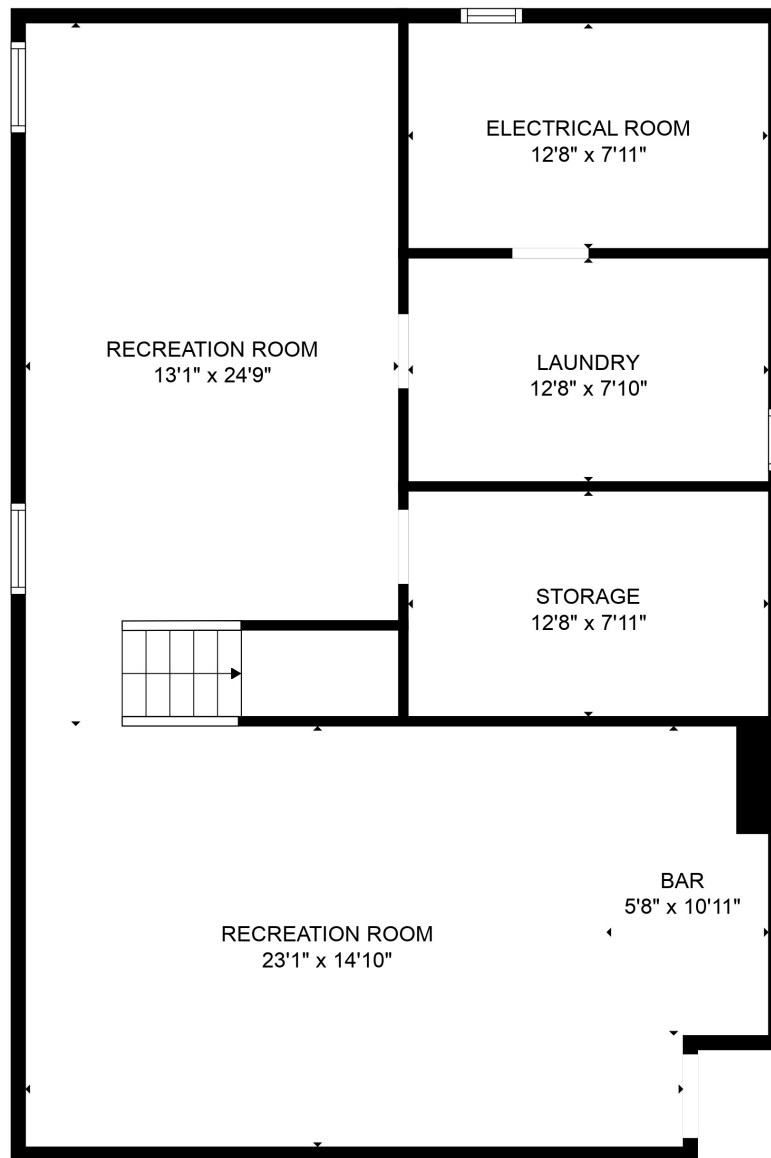 ELECTRICAL ROOM
12'8" x 7'11"
RECREATION ROOM
13'1" x 24'9"
LAUNDRY
12'8" x 7'10"
STORAGE
12'8" x 7'11"
BAR
5'8" x 10'11"
RECREATION ROOM
23'1" x 14'10"